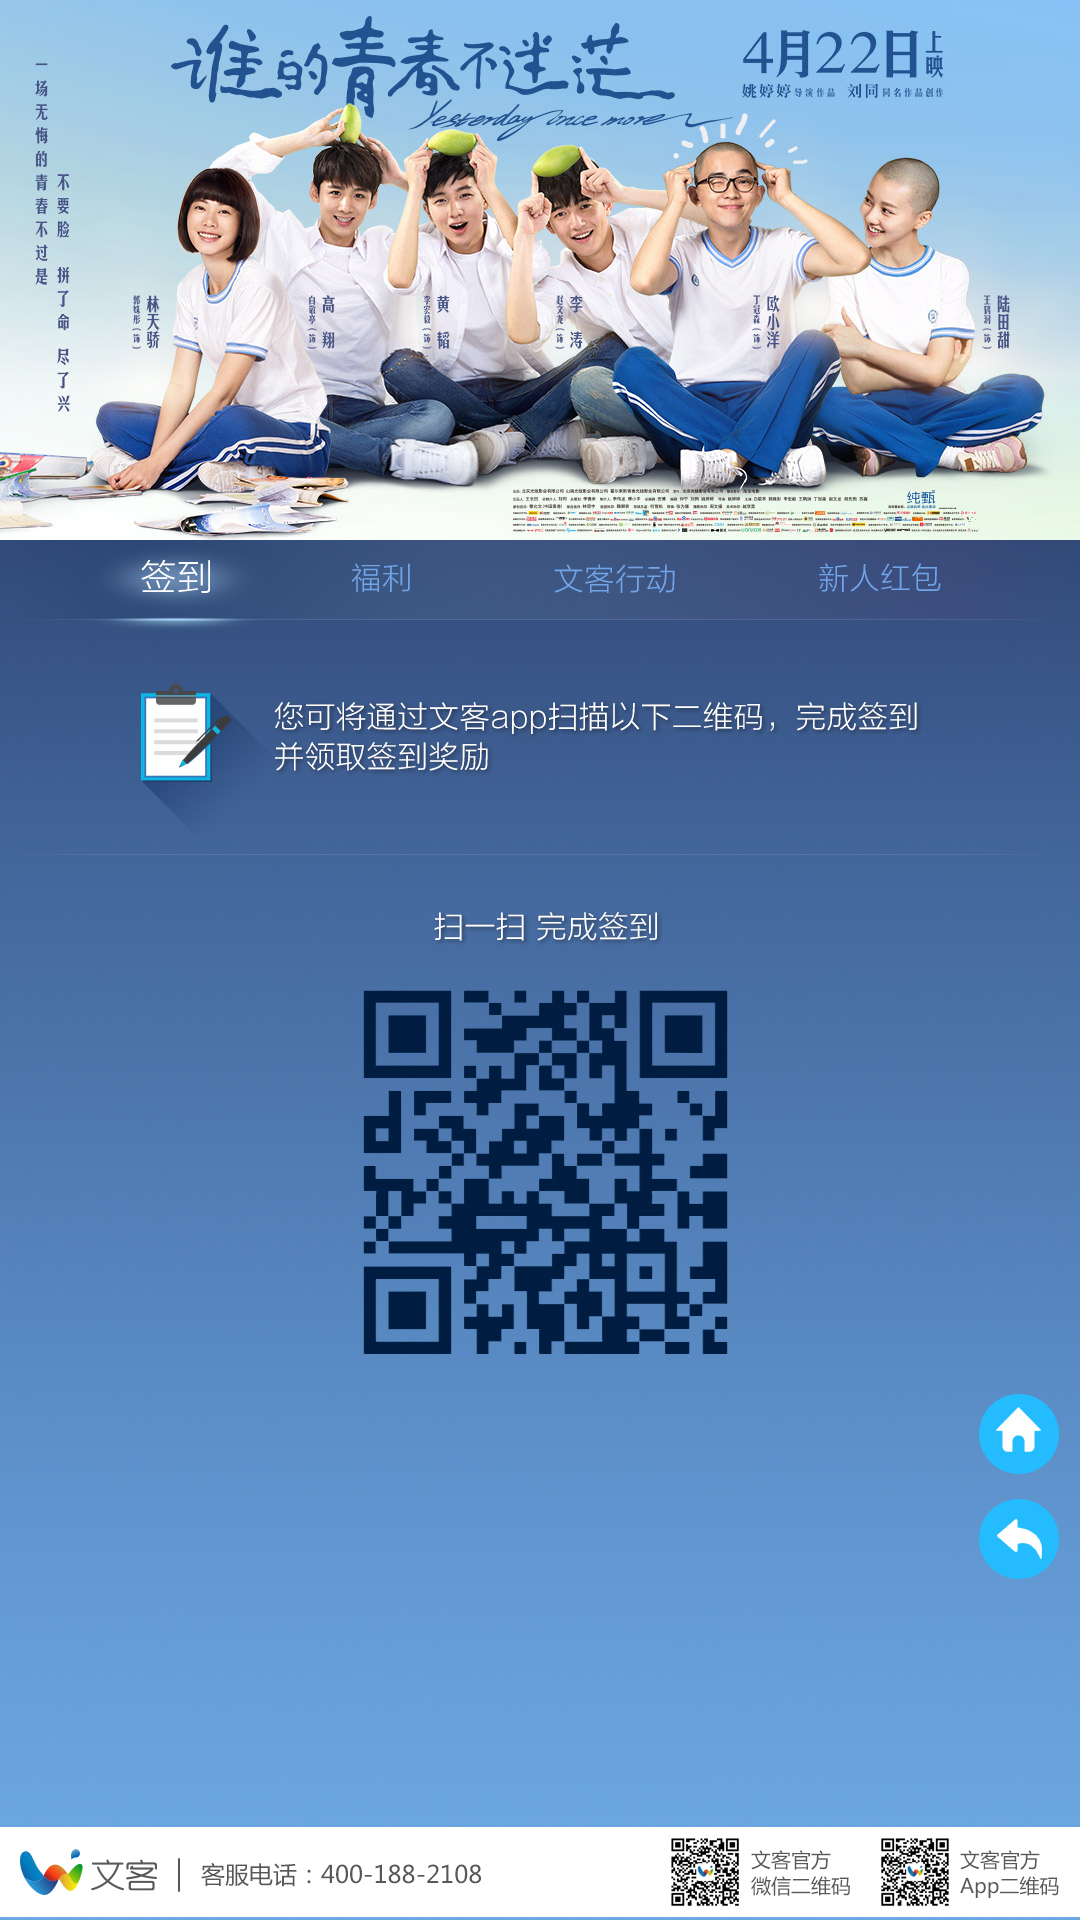 谁的青春不迷茫
Yesterday once more
4月22日上映
姚婷婷导演作品 刘同同名作品创作
一场无悔的青春不过是
不要脸 拼了命 尽了兴
林天骄
郭姝彤(饰)
高翔
白敬亭(饰)
黄韬
李宏毅(饰)
李涛
赵文龙(饰)
欧小洋
丁冠森(饰)
陆田甜
王鹤润(饰)
纯甄
签到
福利
文客行动
新人红包
您可将通过文客app扫描以下二维码，完成签到
并领取签到奖励
扫一扫 完成签到
文客
客服电话：400-188-2108
文客官方
微信二维码
文客官方
App二维码